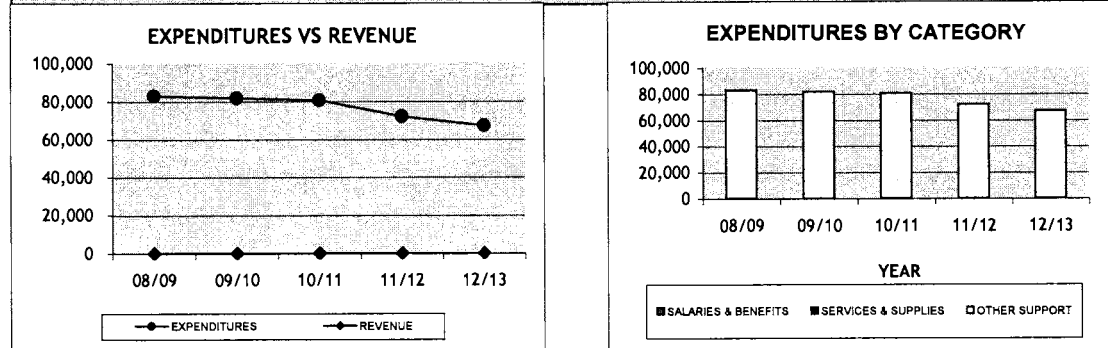 EXPENDITURES VS REVENUE
100,000
80,000
60,000
40,000
20,000
0
08/09 09/10 10/11 11/12 12/13
EXPENDITURES REVENUE
EXPENDITURES BY CATEGORY
100,000
80,000
60,000
40,000
20,000
0
08/09 09/10 10/11 11/12 12/13
YEAR
SALARIES & BENEFITS SERVICES & SUPPLIES OTHER SUPPORT